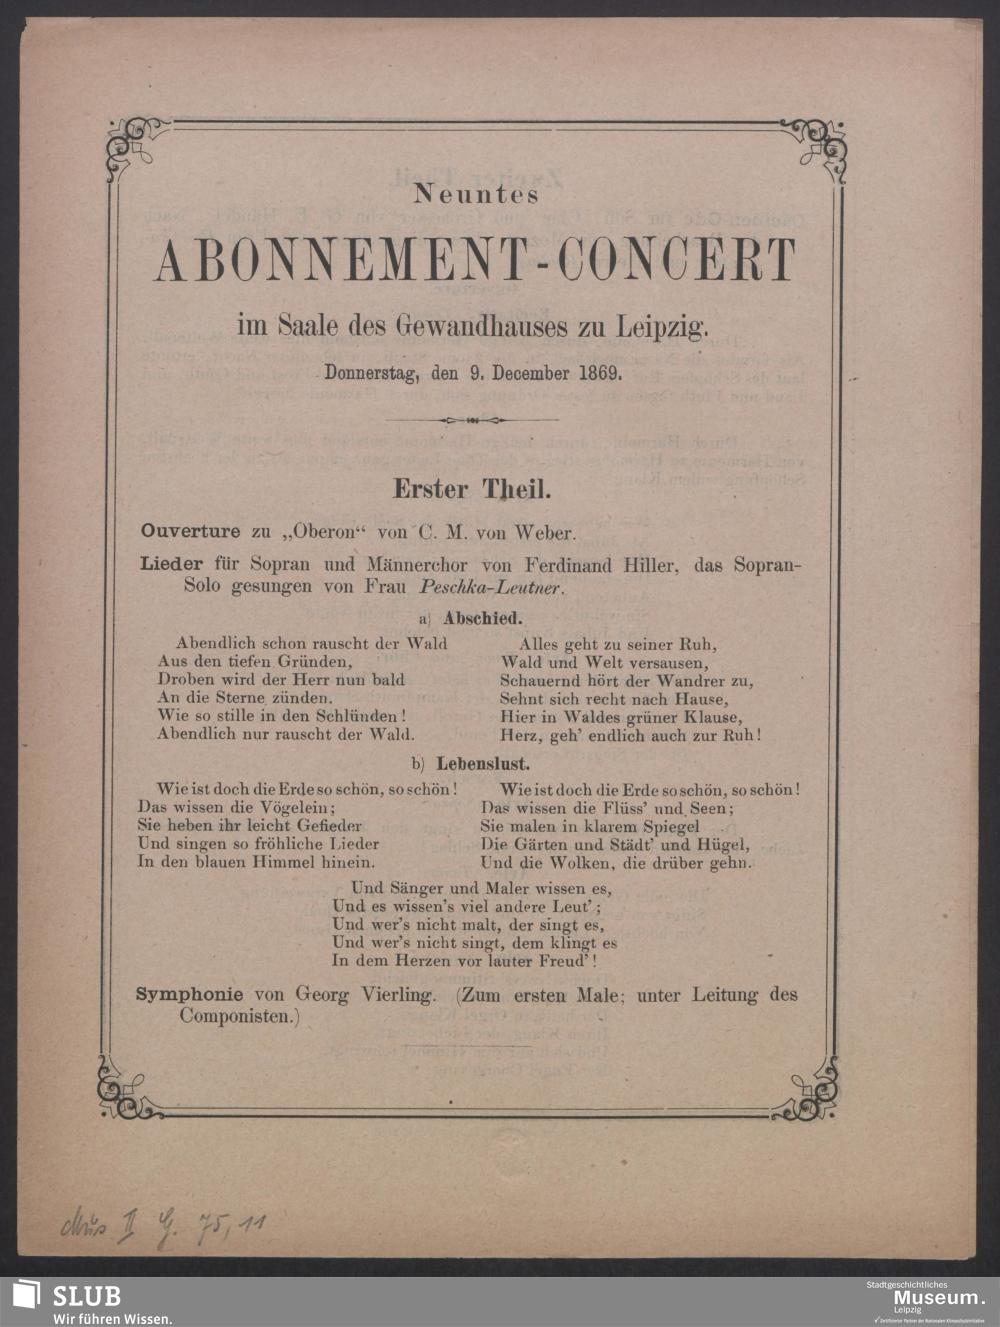 Neuntes
ABONNEMENT-CONCERT
im Saale des Gewandhauses zu Leipzig.
Donnerstag, den 9. December 1869.
Erster Theil.
Ouverture zu „Oberon“ von C. M. von Weber.
Lieder für Sopran und Männerchor von Ferdinand Hiller, das Sopran-
Solo gesungen von Frau Peschka-Leutner.
a) Abschied.
Abendlich schon rauscht der Wald
Aus den tiefen Gründen,
Droben wird der Herr nun bald
An die Sterne zünden.
Wie so stille in den Schlünden!
Abendlich nur rauscht der Wald.
Alles geht zu seiner Ruh,
Wald und Welt versausen,
Schauernd hört der Wandrer zu,
Sehnt sich recht nach Hause,
Hier in Waldes grüner Klause,
Herz, geh' endlich auch zur Ruh!
b) Lebenslust.
Wie ist doch die Erde so schön, so schön!
Das wissen die Vögelein;
Sie heben ihr leicht Gefieder
Und singen so fröhliche Lieder
In den blauen Himmel hinein.
Wie ist doch die Erde so schön, so schön!
Das wissen die Flüss' und Seen;
Sie malen in klarem Spiegel
Die Gärten und Städt' und Hügel,
Und die Wolken, die drüber gehn.
Und Sänger und Maler wissen es,
Und es wissen's viel andere Leut';
Und wer's nicht malt, der singt es,
Und wer's nicht singt, dem klingt es
In dem Herzen vor lauter Freud'!
Symphonie von Georg Vierling. (Zum ersten Male; unter Leitung des
Componisten.)
Mus II G. 75, 11
SLUB
Wir führen Wissen.
Stadtgeschichtliches
Museum.
Leipzig
Zertifizierter Partner der Nationalen Klimaschutzinitiative